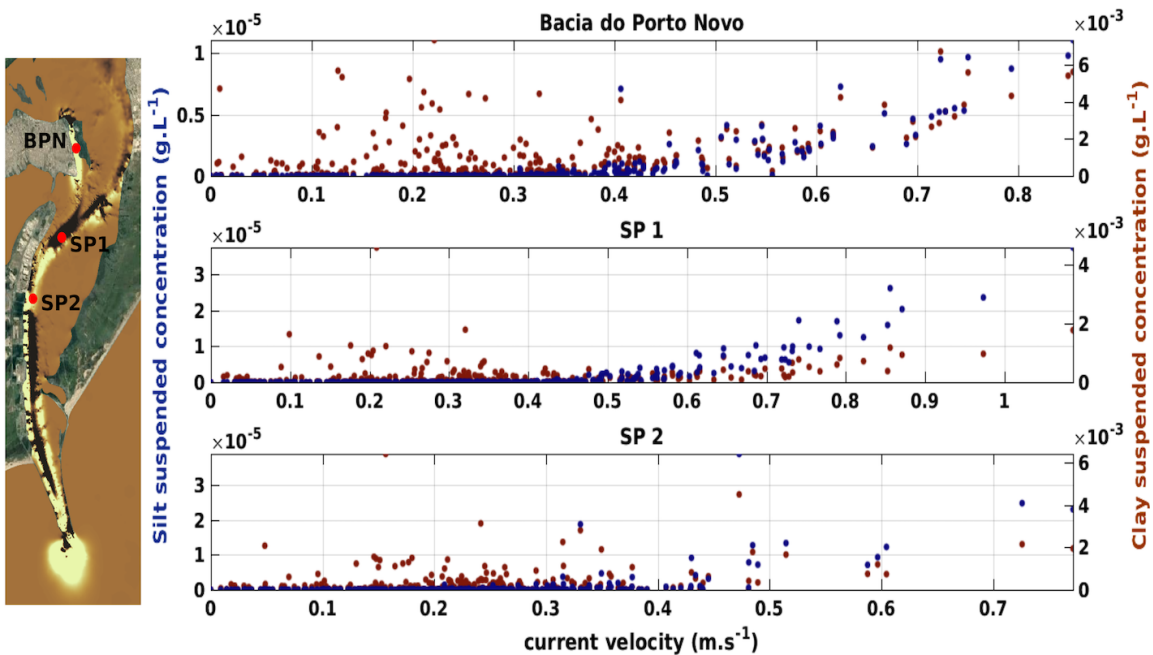 BPN
SP1
SP2
Silt suspended concentration (g.L-1)
Bacia do Porto Novo
×10-5
×10-3
1
0.5
0
6
4
2
0
0 0.1 0.2 0.3 0.4 0.5 0.6 0.7 0.8
SP 1
×10-5
×10-3
3
2
1
0
4
2
0
0 0.1 0.2 0.3 0.4 0.5 0.6 0.7 0.8 0.9 1
SP 2
×10-5
×10-3
3
2
1
0
6
4
2
0
0 0.1 0.2 0.3 0.4 0.5 0.6 0.7
current velocity (m.s-1)
Clay suspended concentration (g.L-1)